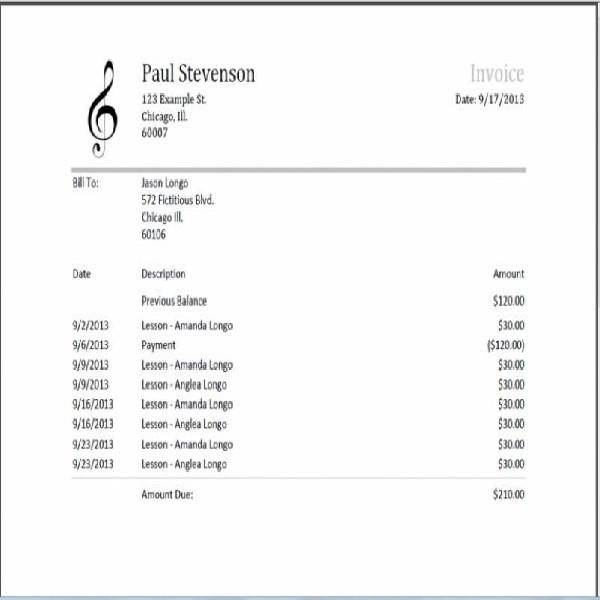 Paul Stevenson Invoice
123 Example St. Date: 9/17/2013
Chicago, Ill.
60007
Bill To: Jason Longo
572 Fictitious Blvd.
Chicago Ill.
60106
Date Description Amount
Previous Balance $120.00
9/2/2013 Lesson - Amanda Longo $30.00
9/6/2013 Payment ($120.00)
9/9/2013 Lesson - Amanda Longo $30.00
9/9/2013 Lesson - Anglea Longo $30.00
9/16/2013 Lesson - Amanda Longo $30.00
9/16/2013 Lesson - Anglea Longo $30.00
9/23/2013 Lesson - Amanda Longo $30.00
9/23/2013 Lesson - Anglea Longo $30.00
Amount Due: $210.00